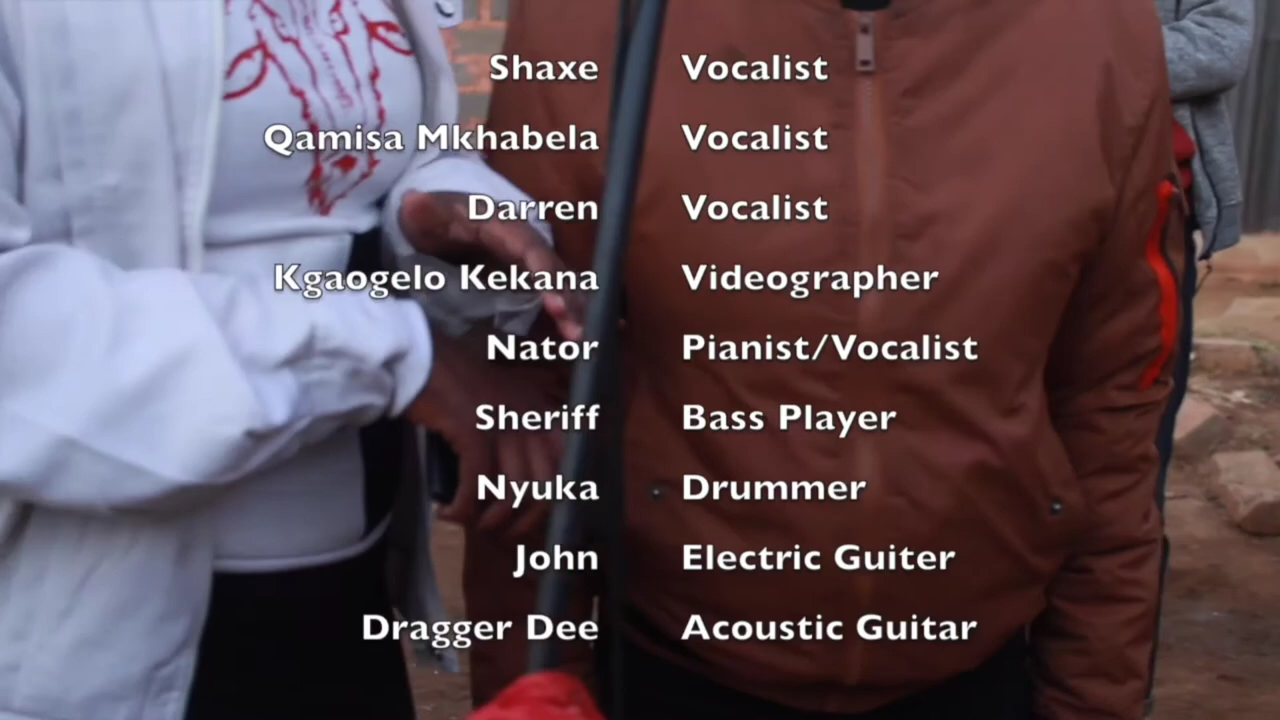 Shaxe Vocalist
Qamisa Mkhabela Vocalist
Darren Vocalist
Kgaogelo Kekana Videographer
Nator Pianist/Vocalist
Sheriff Bass Player
Nyuka Drummer
John Electric Guiter
Dragger Dee Acoustic Guitar